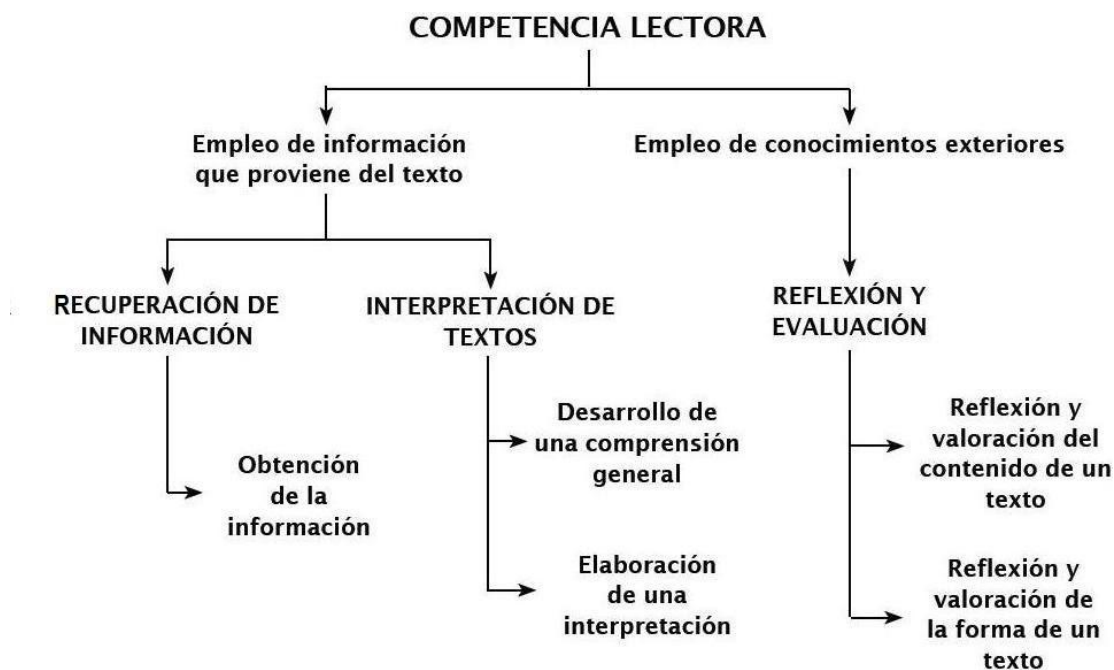 COMPETENCIA LECTORA
Empleo de información
que proviene del texto
Empleo de conocimientos exteriores
RECUPERACIÓN DE
INFORMACIÓN
INTERPRETACIÓN DE
TEXTOS
REFLEXIÓN Y
EVALUACIÓN
Obtención
de la
información
Desarrollo de
una comprensión
general
Elaboración
de una
interpretación
Reflexión y
valoración del
contenido de un
texto
Reflexión y
valoración de
la forma de un
texto